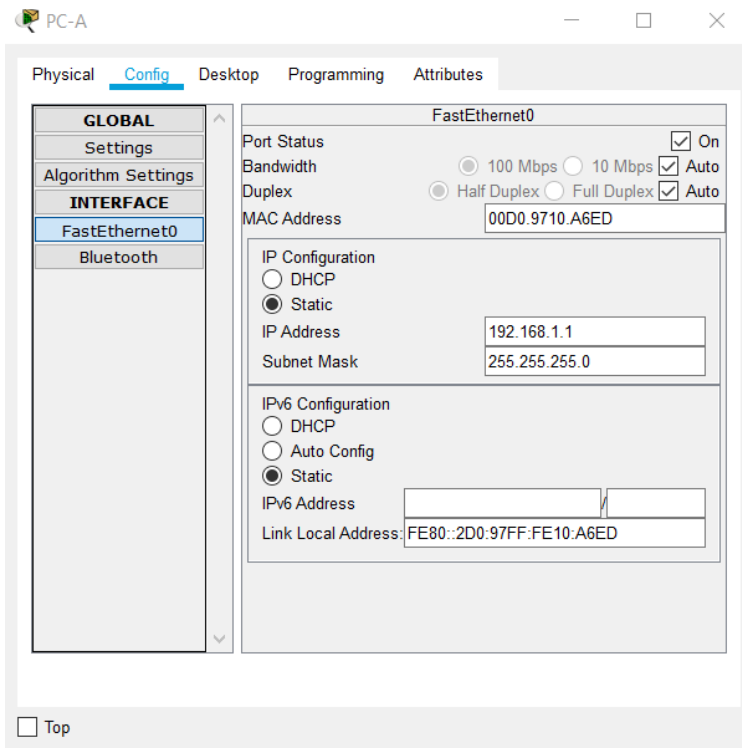 PC-A
Physical Config Desktop Programming Attributes
GLOBAL
Settings
Algorithm Settings
INTERFACE
FastEthernet0
Bluetooth
FastEthernet0
Port Status On
Bandwidth 100 Mbps 10 Mbps Auto
Duplex Half Duplex Full Duplex Auto
MAC Address 00D0.9710.A6ED
IP Configuration
DHCP
Static
IP Address 192.168.1.1
Subnet Mask 255.255.255.0
IPv6 Configuration
DHCP
Auto Config
Static
IPv6 Address /
Link Local Address: FE80::2D0:97FF:FE10:A6ED
Top